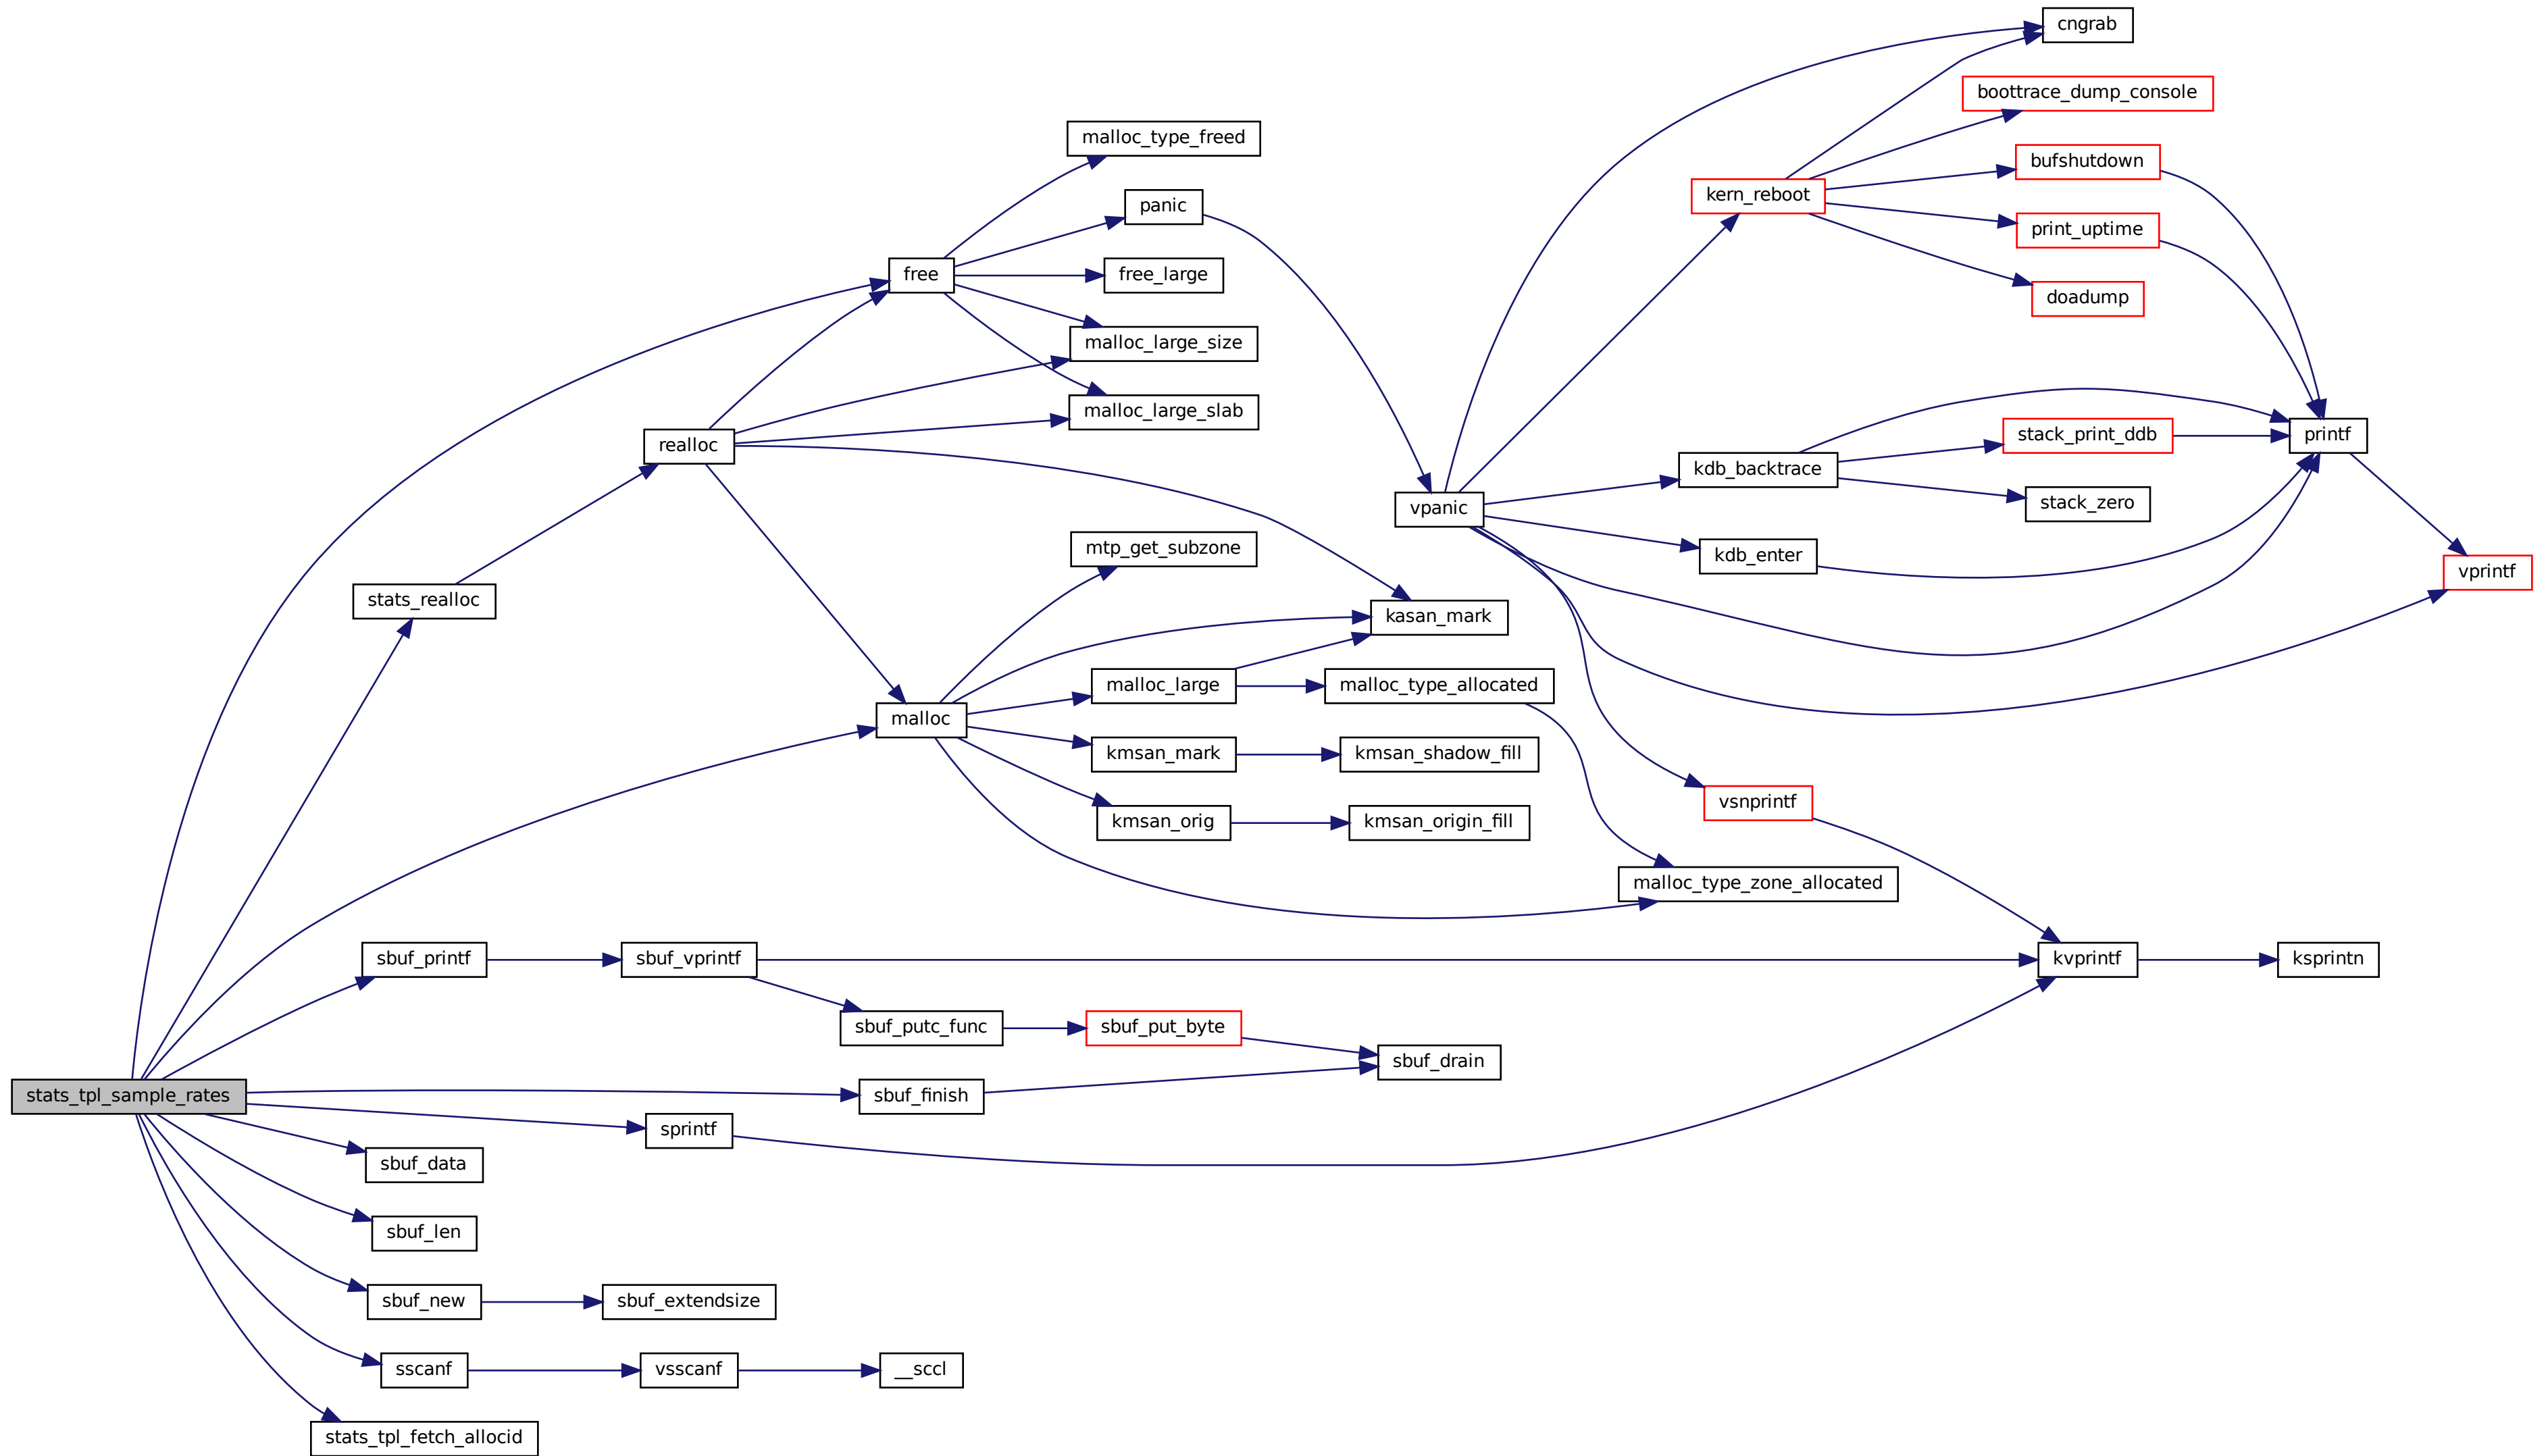 cngrab
boottrace_dump_console
malloc_type_freed
bufshutdown
kern_reboot
panic
print_uptime
free
free_large
doadump
malloc_large_size
malloc_large_slab
realloc
stack_print_ddb
printf
kdb_backtrace
vpanic
stack_zero
mtp_get_subzone
kdb_enter
vprintf
stats_realloc
kasan_mark
malloc_large
malloc_type_allocated
malloc
kmsan_mark
kmsan_shadow_fill
vsnprintf
kmsan_orig
kmsan_origin_fill
malloc_type_zone_allocated
sbuf_printf
sbuf_vprintf
kvprintf
ksprintn
sbuf_putc_func
sbuf_put_byte
sbuf_drain
stats_tpl_sample_rates
sbuf_finish
sprintf
sbuf_data
sbuf_len
sbuf_new
sbuf_extendsize
sscanf
vsscanf
__sccl
stats_tpl_fetch_allocid